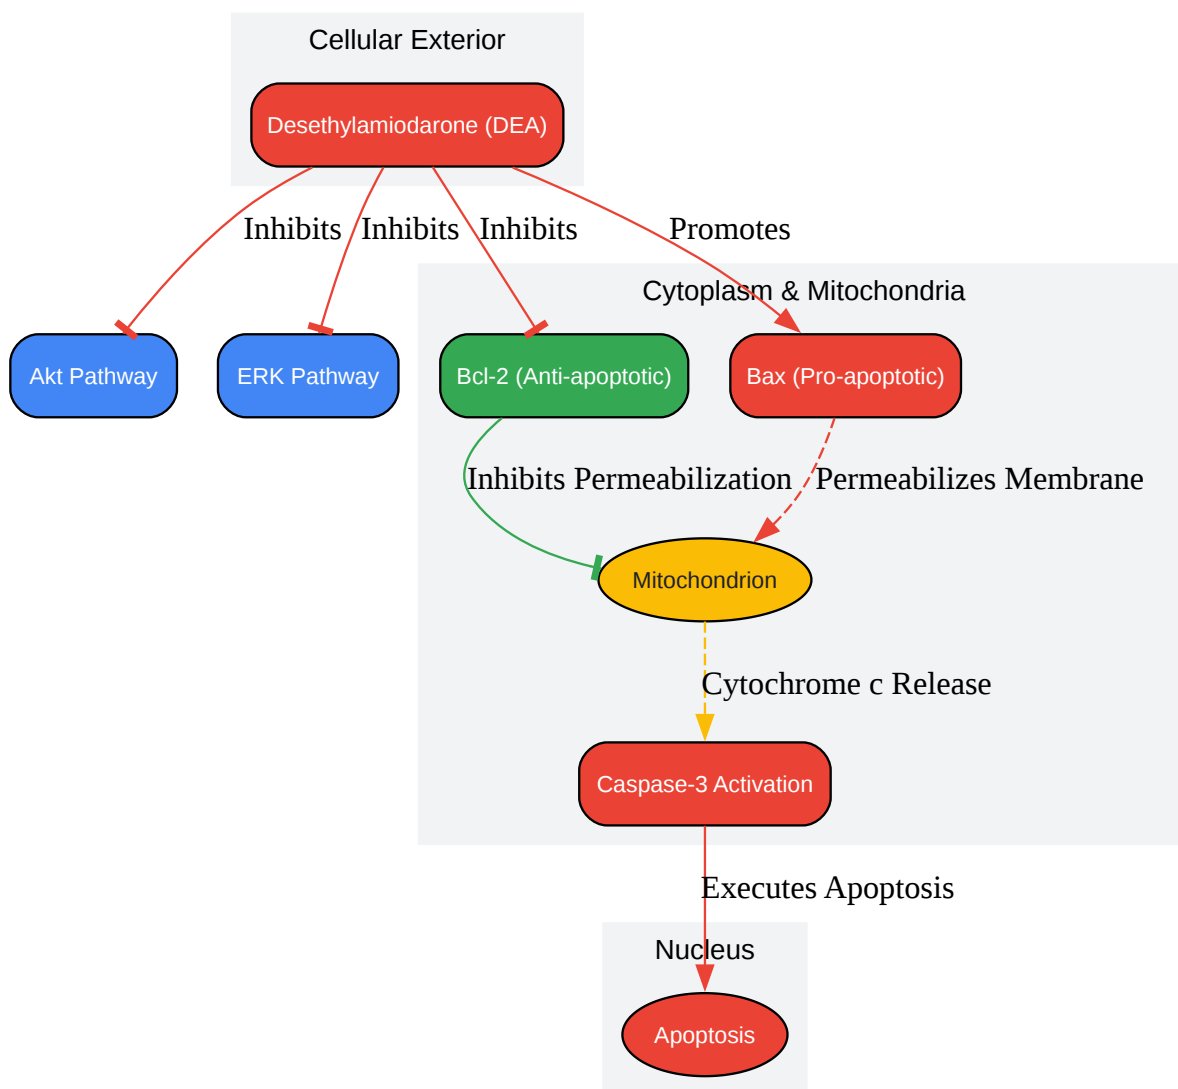 Cellular Exterior
Desethylamiodarone (DEA)
Inhibits
Inhibits
Inhibits
Promotes
Cytoplasm & Mitochondria
Akt Pathway
ERK Pathway
Bcl-2 (Anti-apoptotic)
Bax (Pro-apoptotic)
Inhibits Permeabilization
Permeabilizes Membrane
Mitochondrion
Cytochrome c Release
Caspase-3 Activation
Executes Apoptosis
Nucleus
Apoptosis